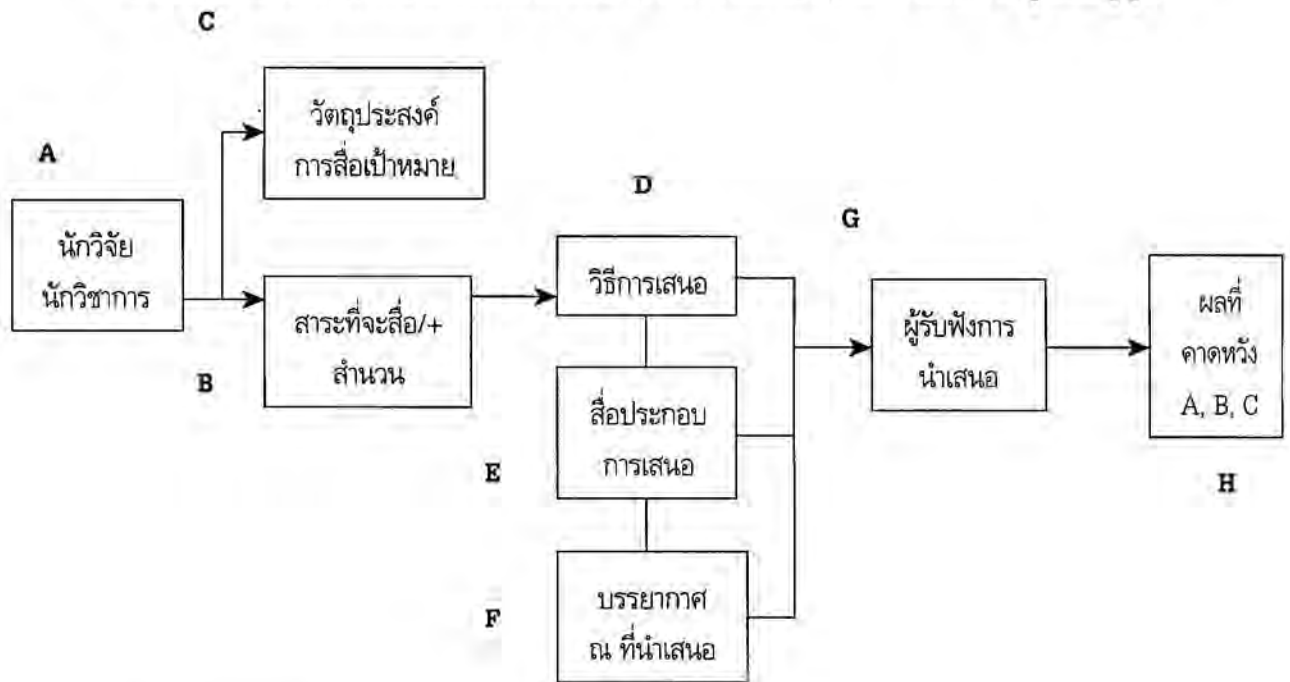 C
วัตถุประสงค์
การสื่อเป้าหมาย
A
นักวิจัย
นักวิชาการ
B
สาระที่จะสื่อ/+
สำนวน
D
วิธีการเสนอ
E
สื่อประกอบ
การเสนอ
F
บรรยากาศ
ณ ที่นำเสนอ
G
ผู้รับฟังการ
นำเสนอ
ผลที่
คาดหวัง
A, B, C
H